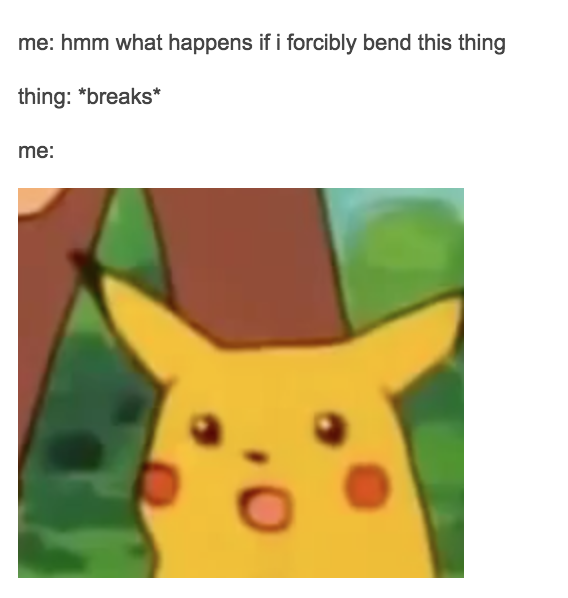 me: hmm what happens if i forcibly bend this thing
thing: *breaks*
me: